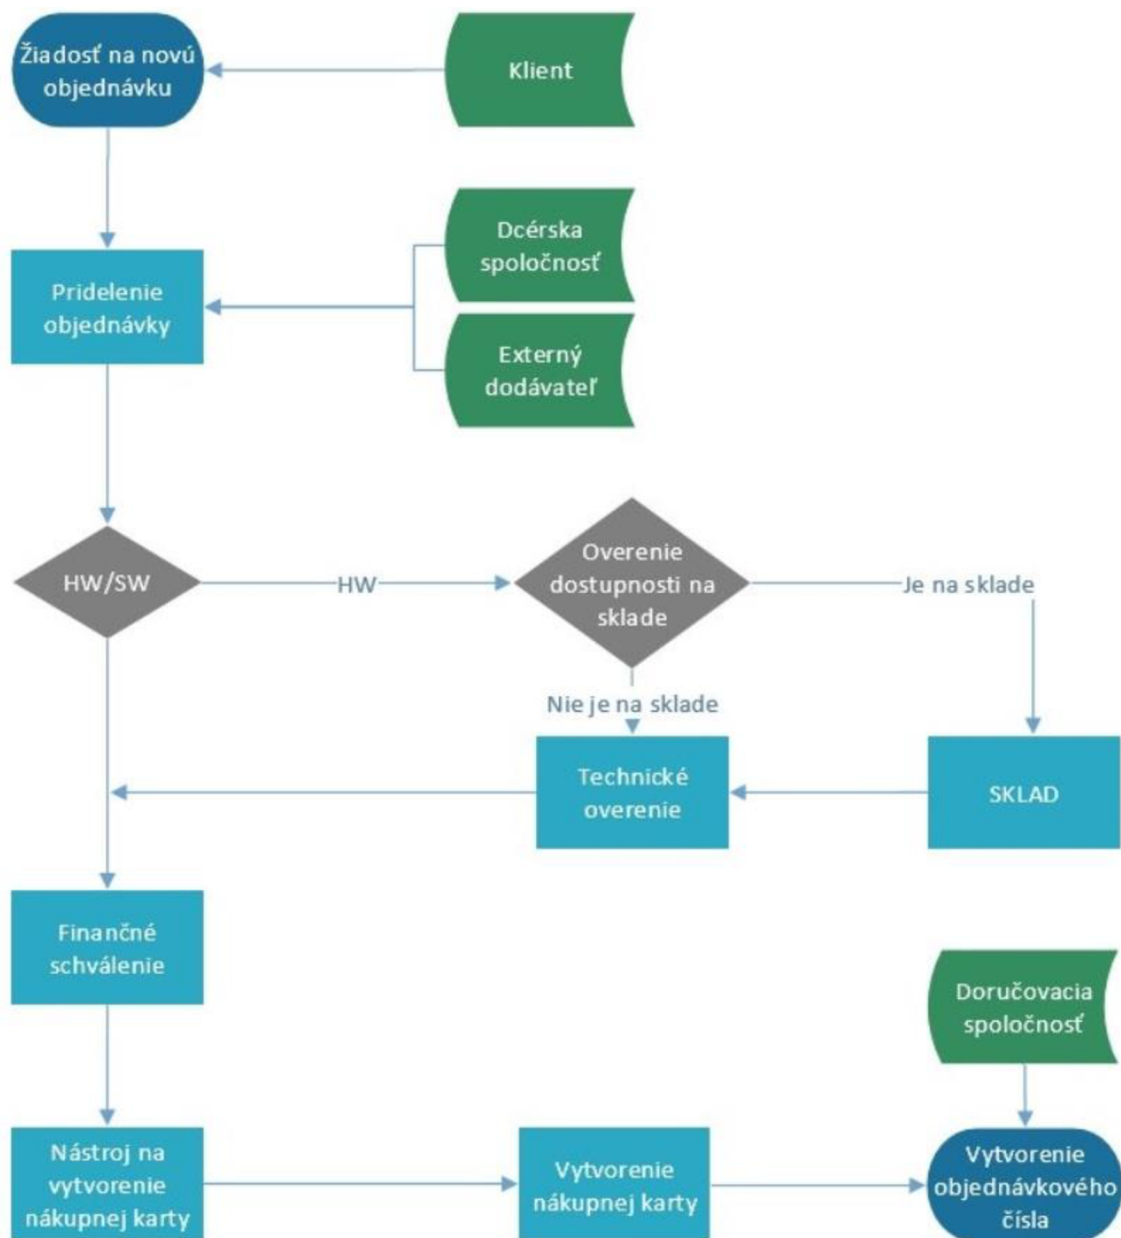 Žiadosť na novú
objednávku
Klient
Dcérska
spoločnosť
Pridelenie
objednávky
Externý
dodávateľ
HW/SW
HW
Overenie
dostupnosti na
sklade
Je na sklade
Nie je na sklade
Technické
overenie
SKLAD
Finančné
schválenie
Doručovacia
spoločnosť
Nástroj na
vytvorenie
nákupnej karty
Vytvorenie
nákupnej karty
Vytvorenie
objednávkového
čísla